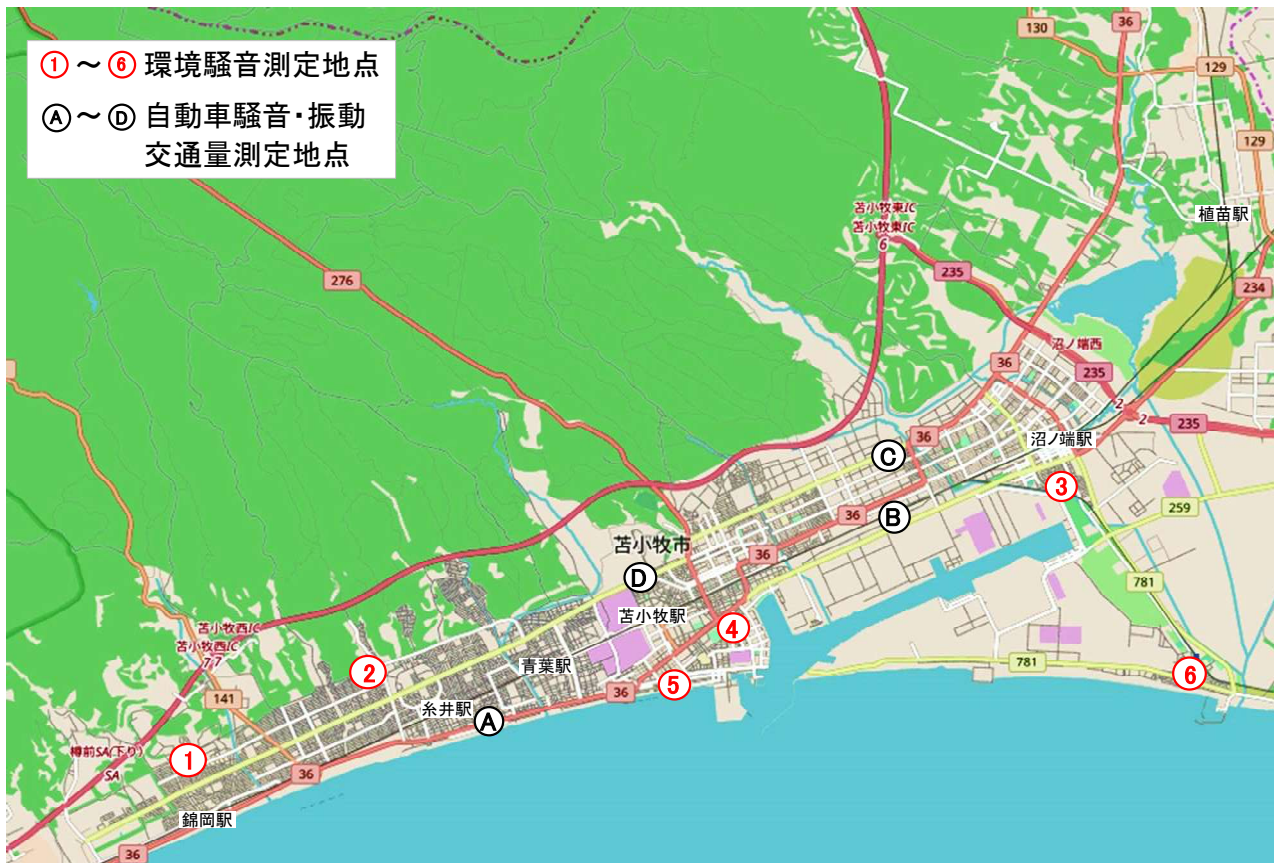 ①～⑥ 環境騒音測定地点
Ⓐ～Ⓓ 自動車騒音・振動
交通量測定地点
36
130
129
129
植苗駅
苫小牧東IC
苫小牧東IC
6
235
234
276
沼ノ端西
36
235
2
2
235
36
沼ノ端駅
C
3
36
B
259
苫小牧市
36
D
781
苫小牧駅
4
苫小牧西IC
苫小牧西IC
7 7
2
青葉駅
781
6
5
36
141
糸井駅
A
樽前SA(下り)
SA
1
36
錦岡駅
36